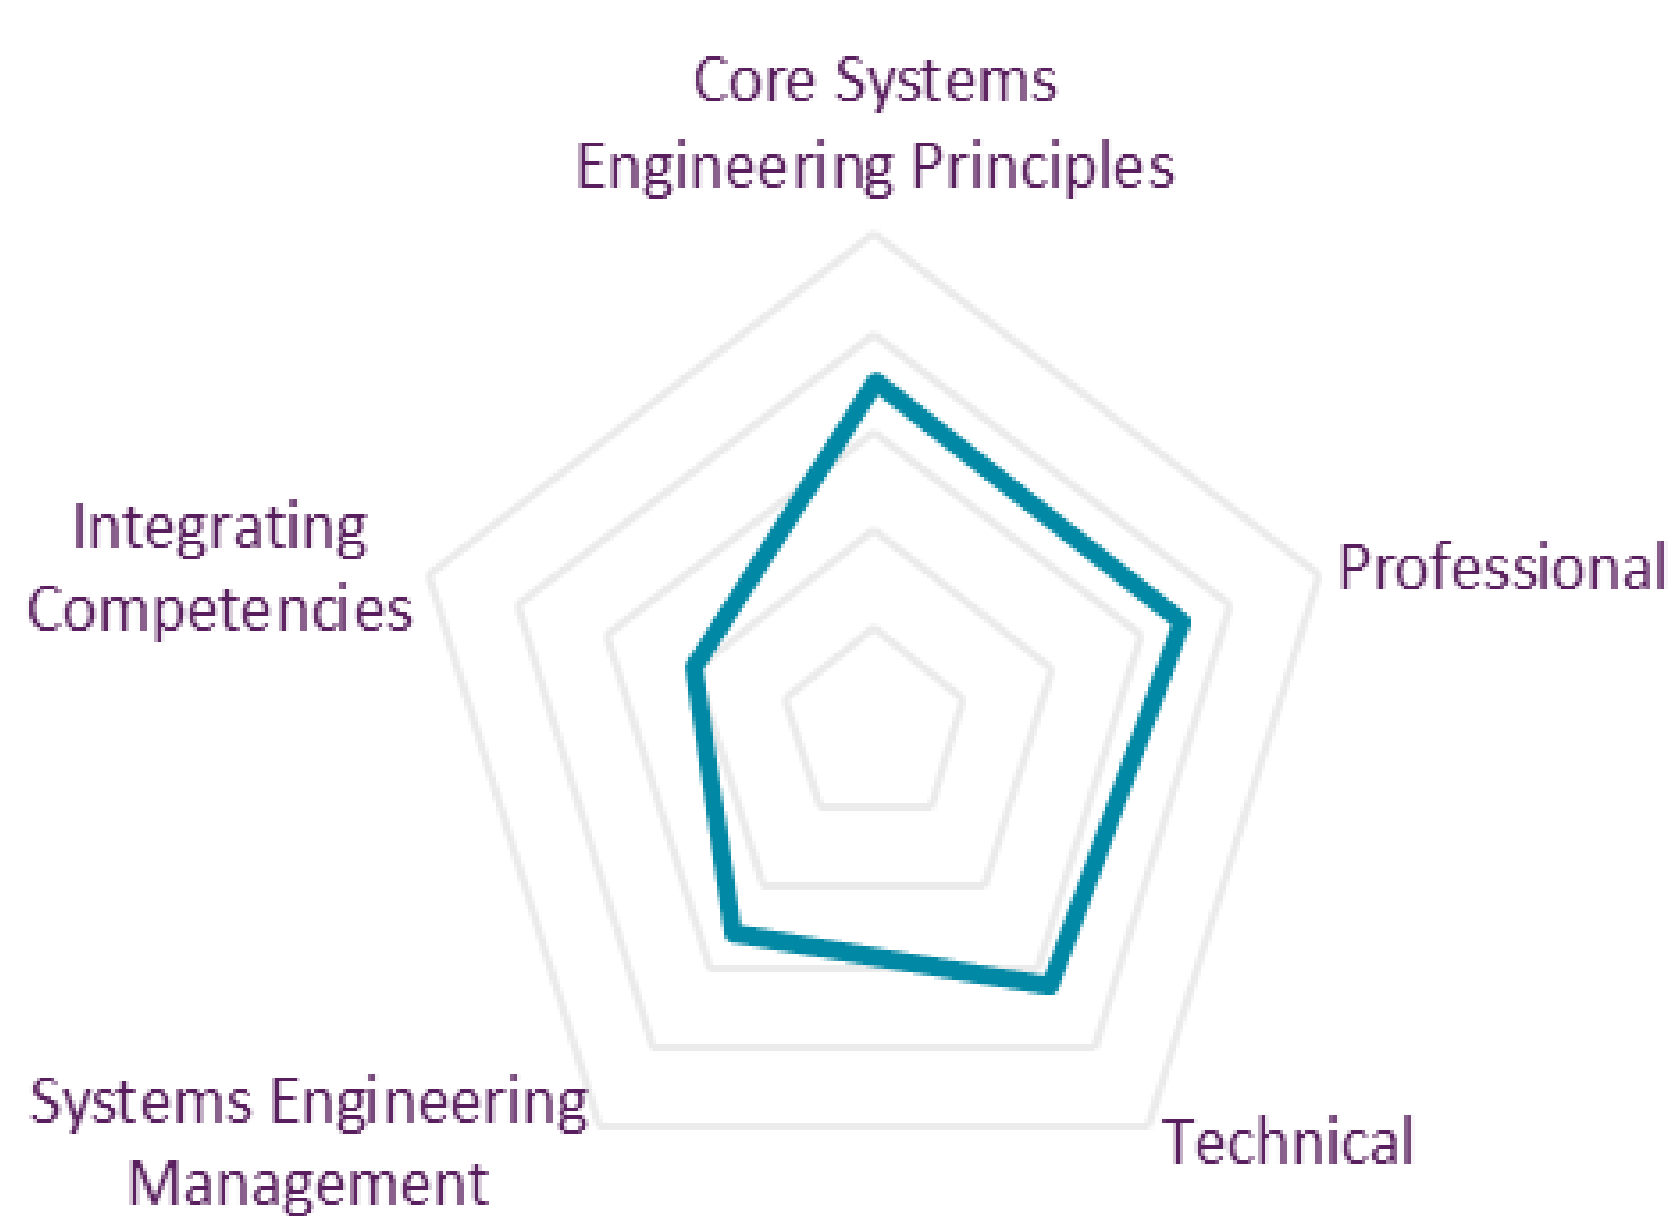 Core Systems
Engineering Principles
Professional
Technical
Systems Engineering
Management
Integrating
Competencies